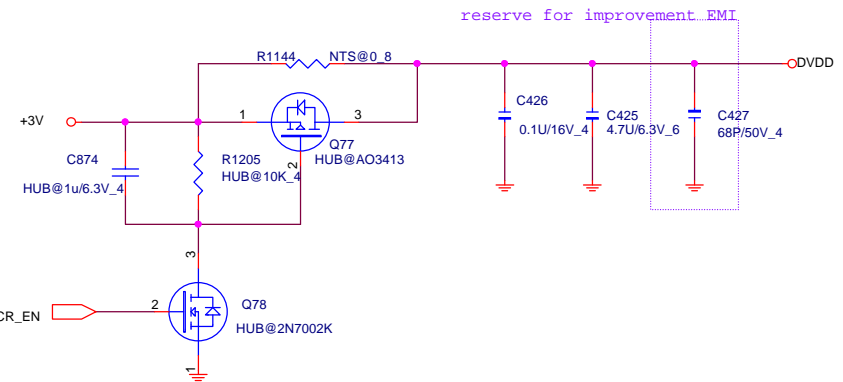 reserve for improvement EMI
R1144 NTS@0_8
DVDD
+3V
1
3
Q77
HUB@AO3413
2
C874
HUB@1u/6.3V_4
R1205
HUB@10K_4
C426
0.1U/16V_4
C425
4.7U/6.3V_6
C427
68P/50V_4
3
CR_EN
2
Q78
HUB@2N7002K
1